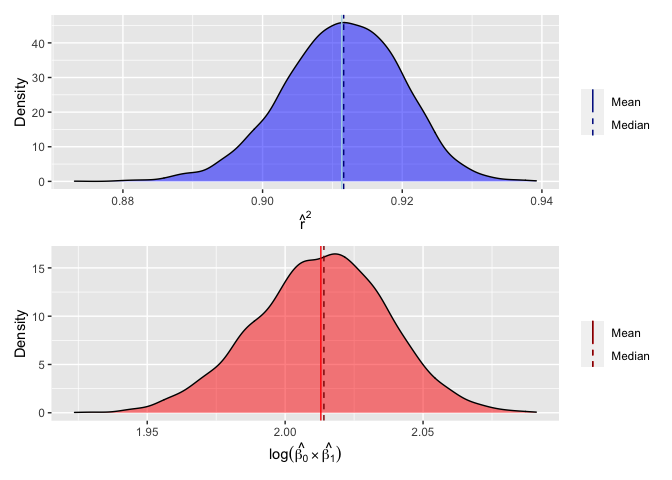 Density
40
30
20
10
0
0.88 0.90 0.92 0.94
r̂²
Mean
Median
Density
15
10
5
0
1.95 2.00 2.05
log(β̂₀ × β̂₁)
Mean
Median